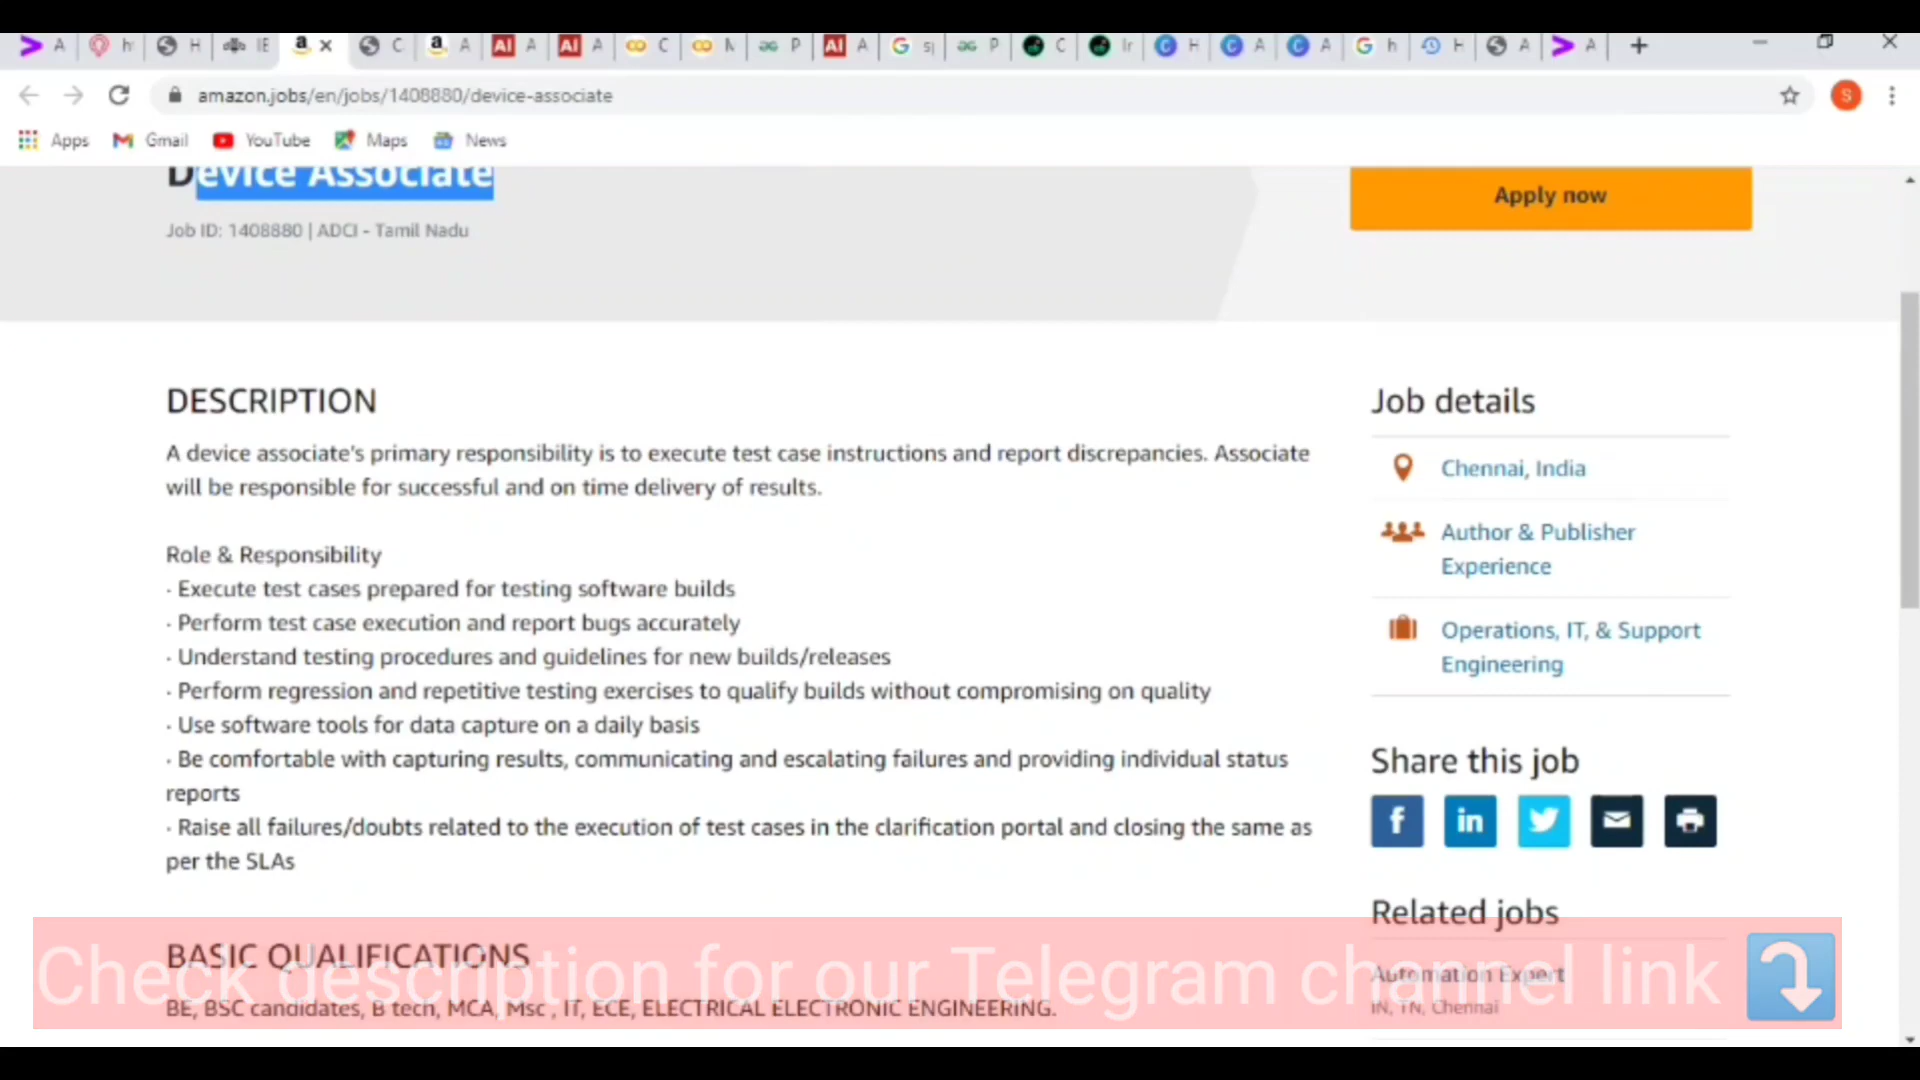 A
h
H
IE
A
C
A
A
A
C
N
P
A
G s
P
C
Ir
H
A
A
G h
H
A
A
amazon.jobs/en/jobs/1408880/device-associate
S
Apps
Gmail
YouTube
Maps
News
Device Associate
Apply now
Job ID: 1408880 | ADCI - Tamil Nadu
DESCRIPTION
A device associate's primary responsibility is to execute test case instructions and report discrepancies. Associate
will be responsible for successful and on time delivery of results.
Role & Responsibility
· Execute test cases prepared for testing software builds
· Perform test case execution and report bugs accurately
· Understand testing procedures and guidelines for new builds/releases
· Perform regression and repetitive testing exercises to qualify builds without compromising on quality
· Use software tools for data capture on a daily basis
· Be comfortable with capturing results, communicating and escalating failures and providing individual status
reports
· Raise all failures/doubts related to the execution of test cases in the clarification portal and closing the same as
per the SLAs
BASIC QUALIFICATIONS
BE, BSC candidates, B tech, MCA, Msc , IT, ECE, ELECTRICAL ELECTRONIC ENGINEERING.
Job details
Chennai, India
Author & Publisher
Experience
Operations, IT, & Support
Engineering
Share this job
Related jobs
Automation Expert
IN, TN, Chennai
Check description for our Telegram channel link